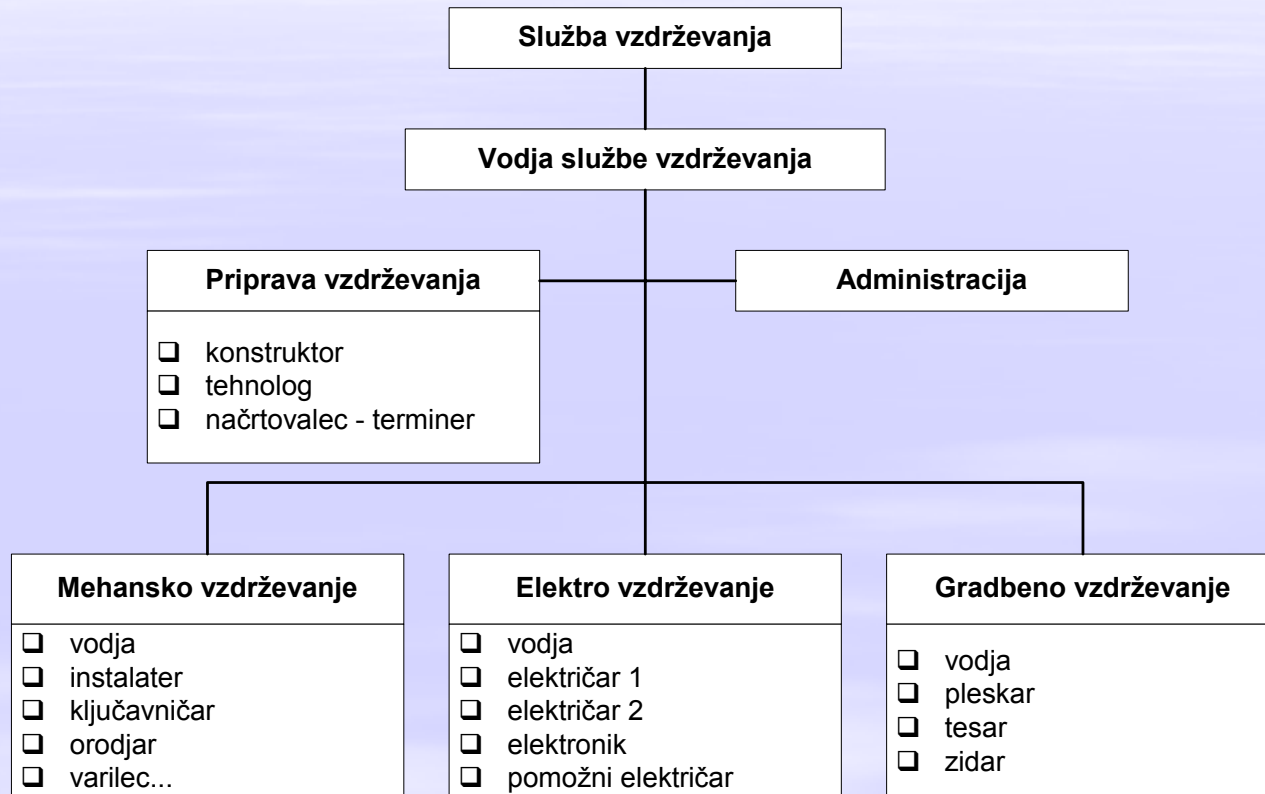 Služba vzdrževanja
Vodja službe vzdrževanja
Priprava vzdrževanja
❑ konstruktor
❑ tehnolog
❑ načrtovalec - terminer
Administracija
Mehansko vzdrževanje
❑ vodja
❑ instalater
❑ ključavničar
❑ orodjar
❑ varilec...
Elektro vzdrževanje
❑ vodja
❑ električar 1
❑ električar 2
❑ elektronik
❑ pomožni električar
Gradbeno vzdrževanje
❑ vodja
❑ pleskar
❑ tesar
❑ zidar